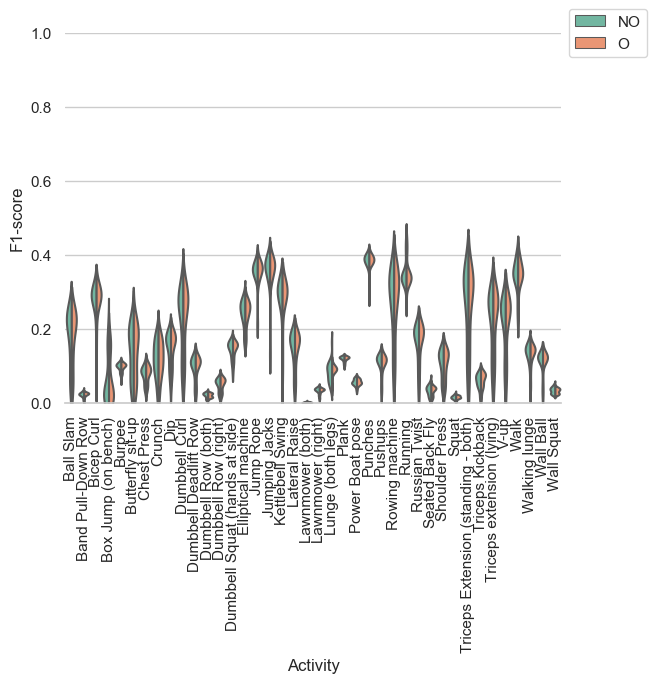 NO
O
1.0
0.8
0.6
0.4
0.2
0.0
F1-score
Ball Slam
Band Pull-Down Row
Bicep Curl
Box Jump (on bench)
Burpee
Butterfly sit-up
Chest Press
Crunch
Dip
Dumbbell Curl
Dumbbell Deadlift Row
Dumbbell Row (both)
Dumbbell Row (right)
Dumbbell Squat (hands at side)
Elliptical machine
Jump Rope
Jumping Jacks
Kettlebell Swing
Lateral Raise
Lawnmower (both)
Lawnmower (right)
Lunge (both legs)
Plank
Power Boat pose
Punches
Pushups
Rowing machine
Running
Russian Twist
Seated Back Fly
Shoulder Press
Squat
Triceps Extension (standing - both)
Triceps Kickback
Triceps extension (lying)
V-up
Walk
Walking lunge
Wall Ball
Wall Squat
Activity